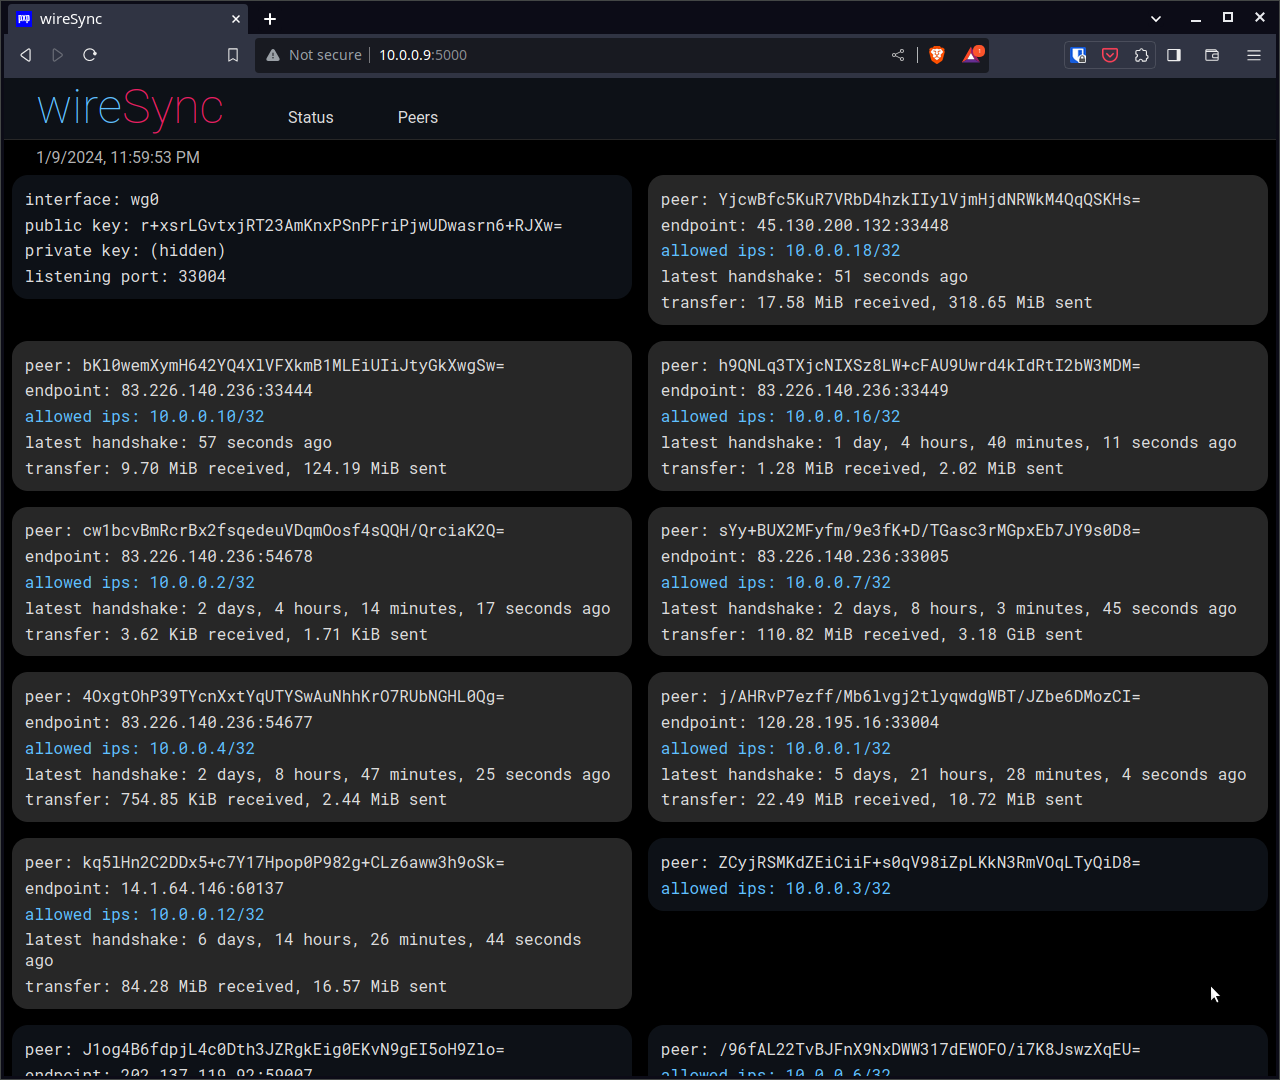 wireSync
Not secure
10.0.0.9:5000
1
wireSync
Status
Peers
1/9/2024, 11:59:53 PM
interface: wg0
public key: r+xsrLGvtxjRT23AmKnxPSnPFriPjwUDwasrn6+RJXw=
private key: (hidden)
listening port: 33004
peer: YjcwBfc5KuR7VRbD4hzkIIylVjmHjdNRWkM4QqQSKHs=
endpoint: 45.130.200.132:33448
allowed ips: 10.0.0.18/32
latest handshake: 51 seconds ago
transfer: 17.58 MiB received, 318.65 MiB sent
peer: bKl0wemXymH642YQ4XlVFXkmB1MLEiUIiJtyGkXwgSw=
endpoint: 83.226.140.236:33444
allowed ips: 10.0.0.10/32
latest handshake: 57 seconds ago
transfer: 9.70 MiB received, 124.19 MiB sent
peer: h9QNLq3TXjcNIXSz8LW+cFAU9Uwrd4kIdRtI2bW3MDM=
endpoint: 83.226.140.236:33449
allowed ips: 10.0.0.16/32
latest handshake: 1 day, 4 hours, 40 minutes, 11 seconds ago
transfer: 1.28 MiB received, 2.02 MiB sent
peer: cw1bcvBmRcrBx2fsqedeuVDqmOosf4sQQH/QrciaK2Q=
endpoint: 83.226.140.236:54678
allowed ips: 10.0.0.2/32
latest handshake: 2 days, 4 hours, 14 minutes, 17 seconds ago
transfer: 3.62 KiB received, 1.71 KiB sent
peer: sYy+BUX2MFyfm/9e3fK+D/TGasc3rMGpxEb7JY9s0D8=
endpoint: 83.226.140.236:33005
allowed ips: 10.0.0.7/32
latest handshake: 2 days, 8 hours, 3 minutes, 45 seconds ago
transfer: 110.82 MiB received, 3.18 GiB sent
peer: 4OxgtOhP39TYcnXxtYqUTYSwAuNhhKrO7RUbNGHL0Qg=
endpoint: 83.226.140.236:54677
allowed ips: 10.0.0.4/32
latest handshake: 2 days, 8 hours, 47 minutes, 25 seconds ago
transfer: 754.85 KiB received, 2.44 MiB sent
peer: j/AHRvP7ezff/Mb6lvgj2tlyqwdgWBT/JZbe6DMozCI=
endpoint: 120.28.195.16:33004
allowed ips: 10.0.0.1/32
latest handshake: 5 days, 21 hours, 28 minutes, 4 seconds ago
transfer: 22.49 MiB received, 10.72 MiB sent
peer: kq5lHn2C2DDx5+c7Y17Hpop0P982g+CLz6aww3h9oSk=
endpoint: 14.1.64.146:60137
allowed ips: 10.0.0.12/32
latest handshake: 6 days, 14 hours, 26 minutes, 44 seconds
ago
transfer: 84.28 MiB received, 16.57 MiB sent
peer: ZCyjRSMKdZEiCiiF+s0qV98iZpLKkN3RmVOqLTyQiD8=
allowed ips: 10.0.0.3/32
peer: J1og4B6fdpjL4c0Dth3JZRgkEig0EKvN9gEI5oH9Zlo=
endpoint: 202.137.119.92:59007
peer: /96fAL22TvBJFnX9NxDWW317dEWOFO/i7K8JswzXqEU=
allowed ips: 10.0.0.6/32